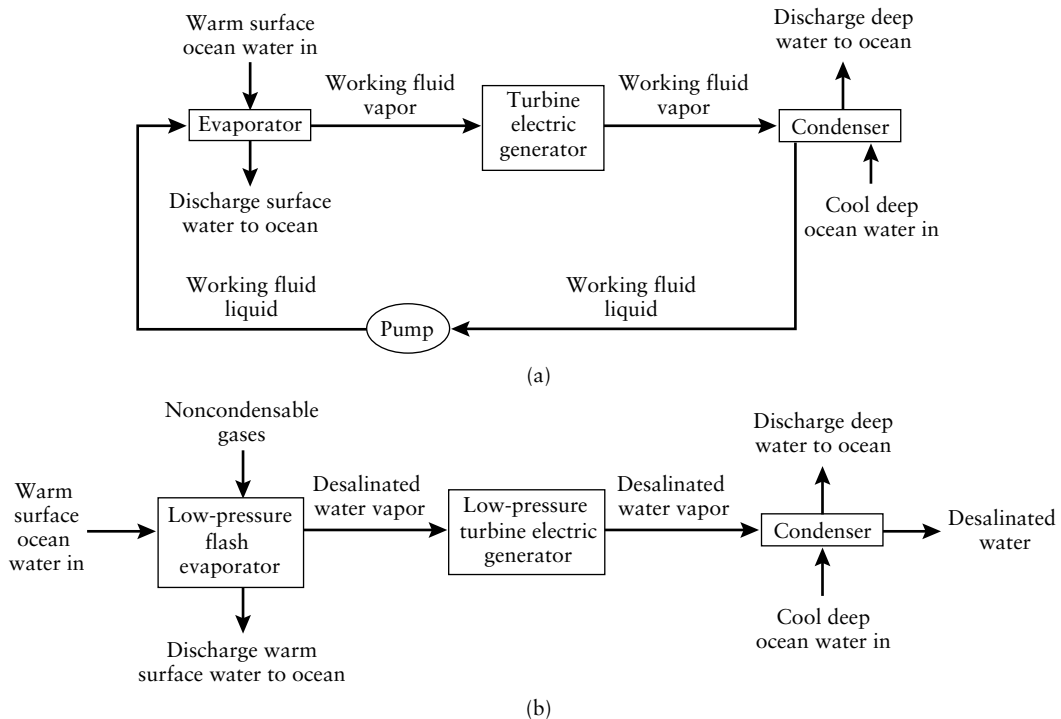 Warm surface
ocean water in
Discharge deep
water to ocean
Working fluid
vapor
Turbine
electric
generator
Working fluid
vapor
Evaporator
Condenser
Discharge surface
water to ocean
Cool deep
ocean water in
Working fluid
liquid
Working fluid
liquid
Pump
(a)
Noncondensable
gases
Discharge deep
water to ocean
Warm
surface
ocean
water in
Low-pressure
flash
evaporator
Desalinated
water vapor
Low-pressure
turbine electric
generator
Desalinated
water vapor
Condenser
Desalinated
water
Discharge warm
surface water to ocean
Cool deep
ocean water in
(b)